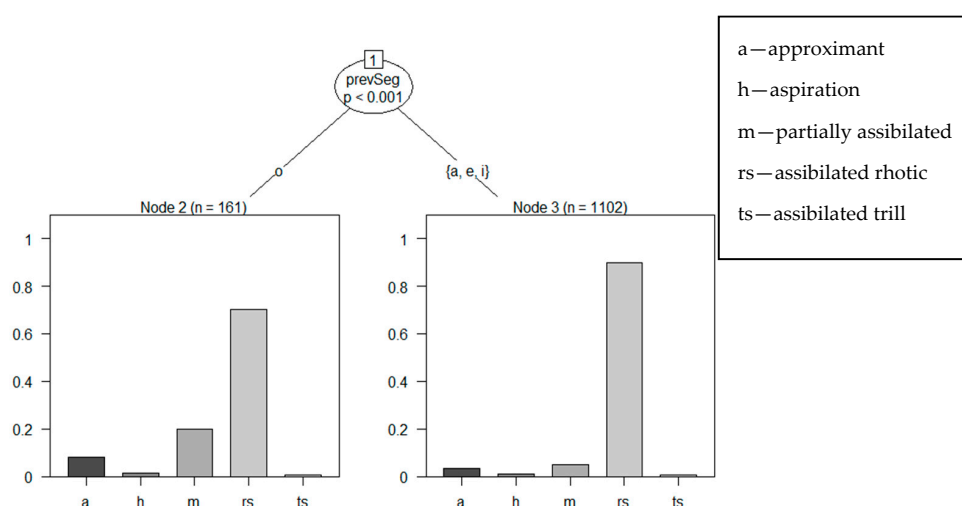 1
prevSeg
p < 0.001
o
{a, e, i}
Node 2 (n = 161)
1
0.8
0.6
0.4
0.2
0
a h m rs ts
Node 3 (n = 1102)
1
0.8
0.6
0.4
0.2
0
a h m rs ts
a—approximant
h—aspiration
m—partially assibilated
rs—assibilated rhotic
ts—assibilated trill